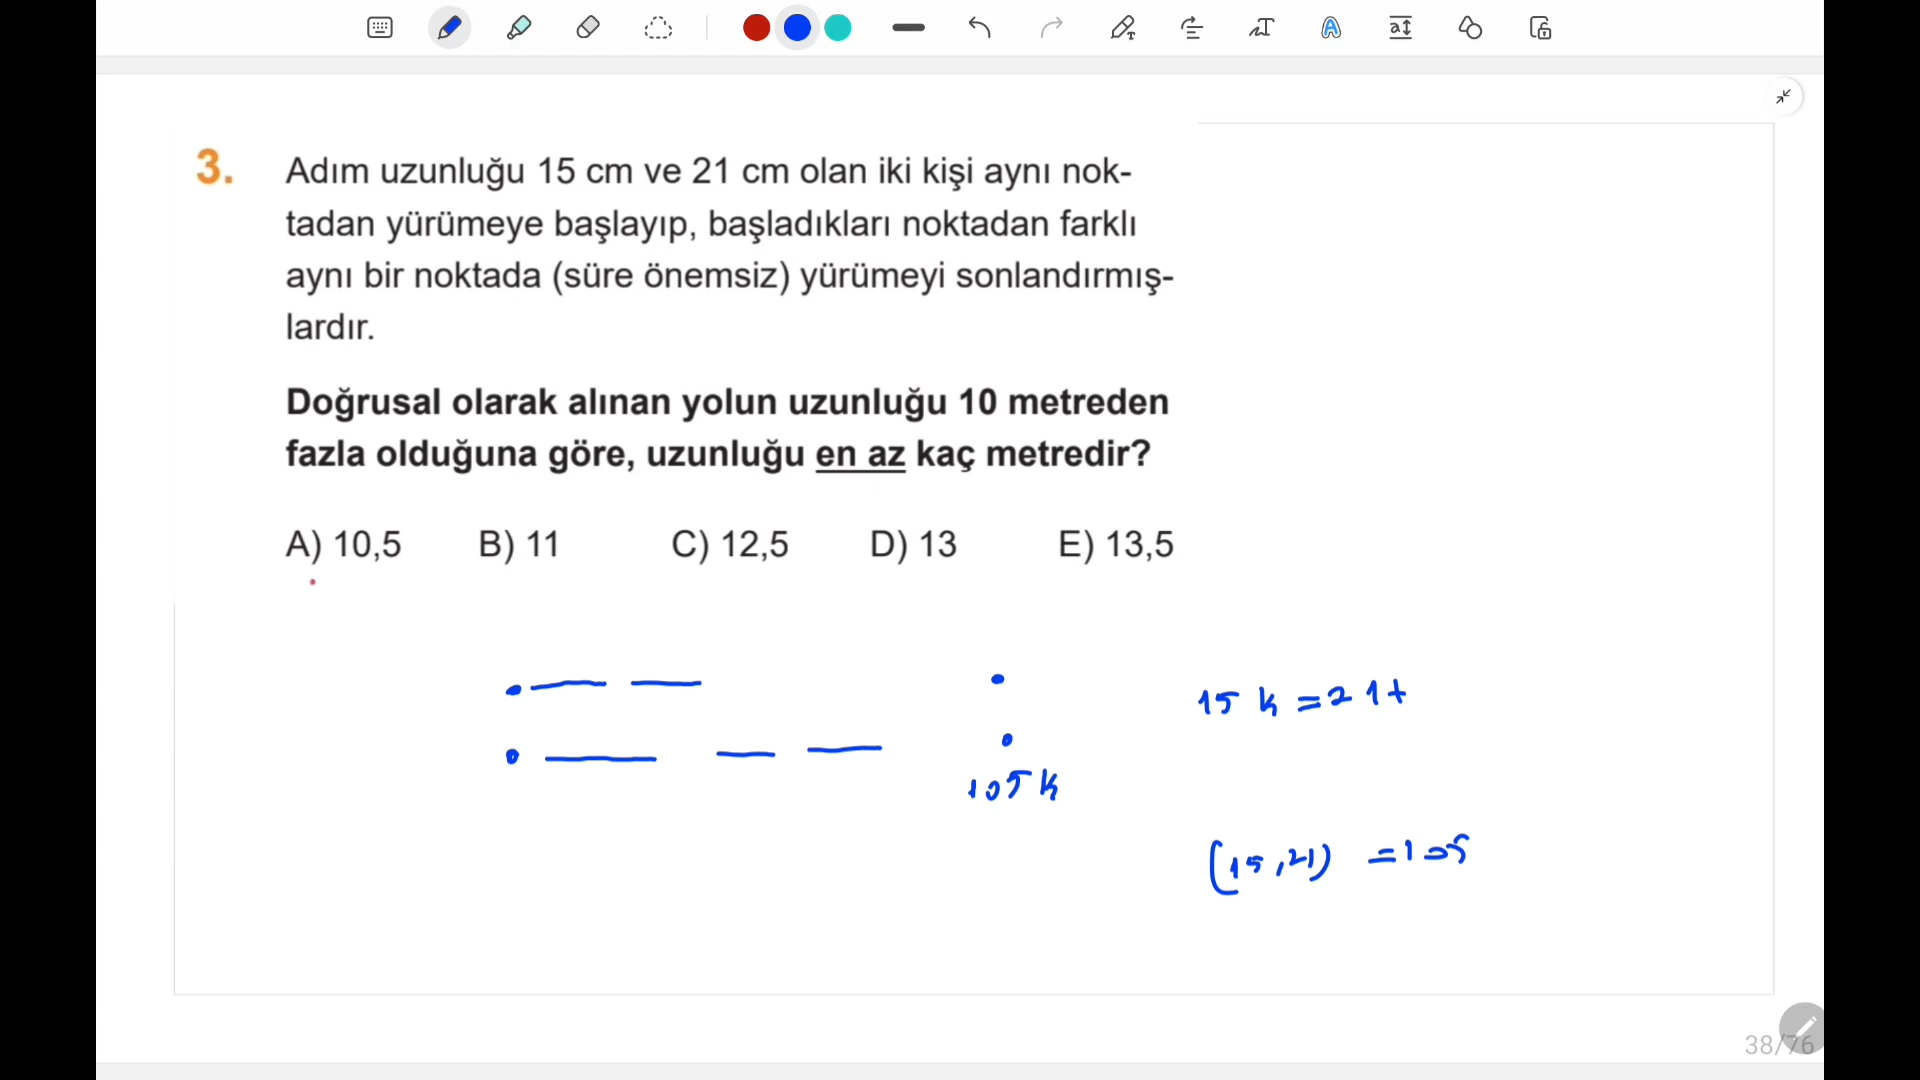 3. Adım uzunluğu 15 cm ve 21 cm olan iki kişi aynı nok-
tadan yürümeye başlayıp, başladıkları noktadan farklı
aynı bir noktada (süre önemsiz) yürümeyi sonlandırmış-
lardır.
Doğrusal olarak alınan yolun uzunluğu 10 metreden
fazla olduğuna göre, uzunluğu en az kaç metredir?
A) 10,5 B) 11 C) 12,5 D) 13 E) 13,5
15 k = 21t
105 k
(15,21) = 105
38/76